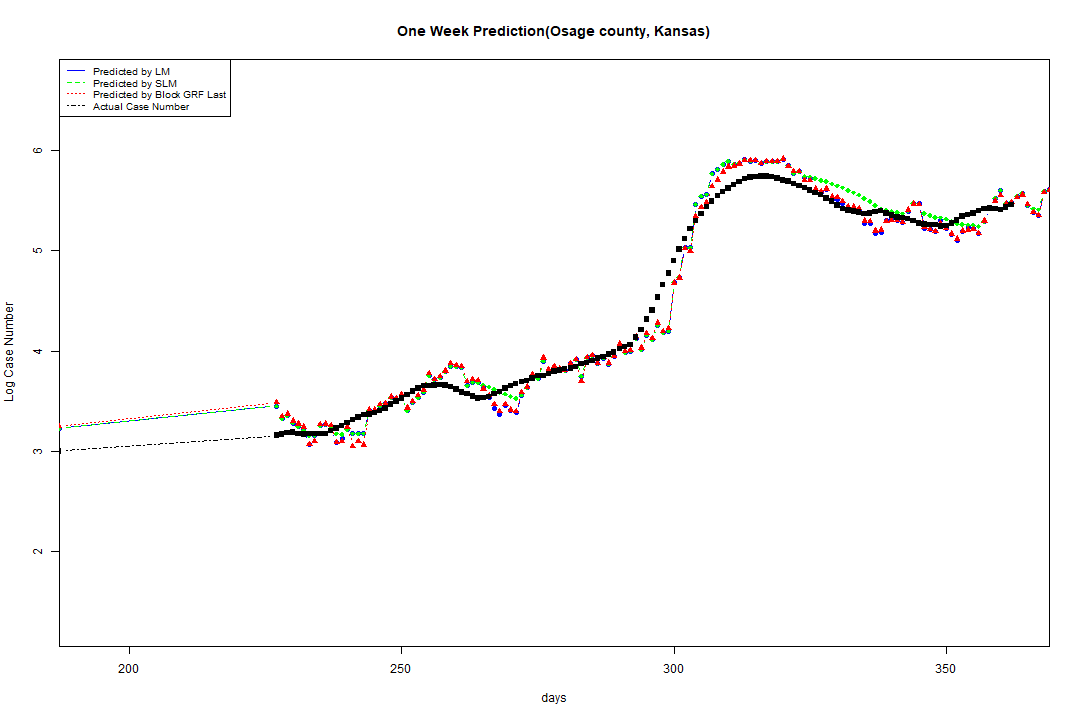 One Week Prediction(Osage county, Kansas)
Predicted by LM
Predicted by SLM
Predicted by Block GRF Last
Actual Case Number
6
5
4
3
2
Log Case Number
200
250
300
350
days